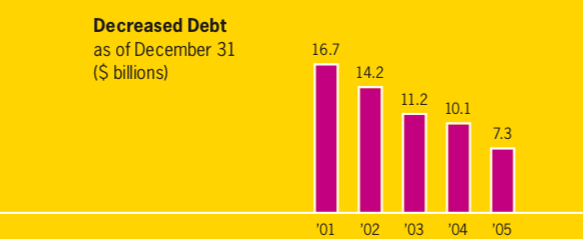 Decreased Debt
as of December 31
($ billions)
16.7
14.2
11.2
10.1
7.3
’01 ’02 ’03 ’04 ’05